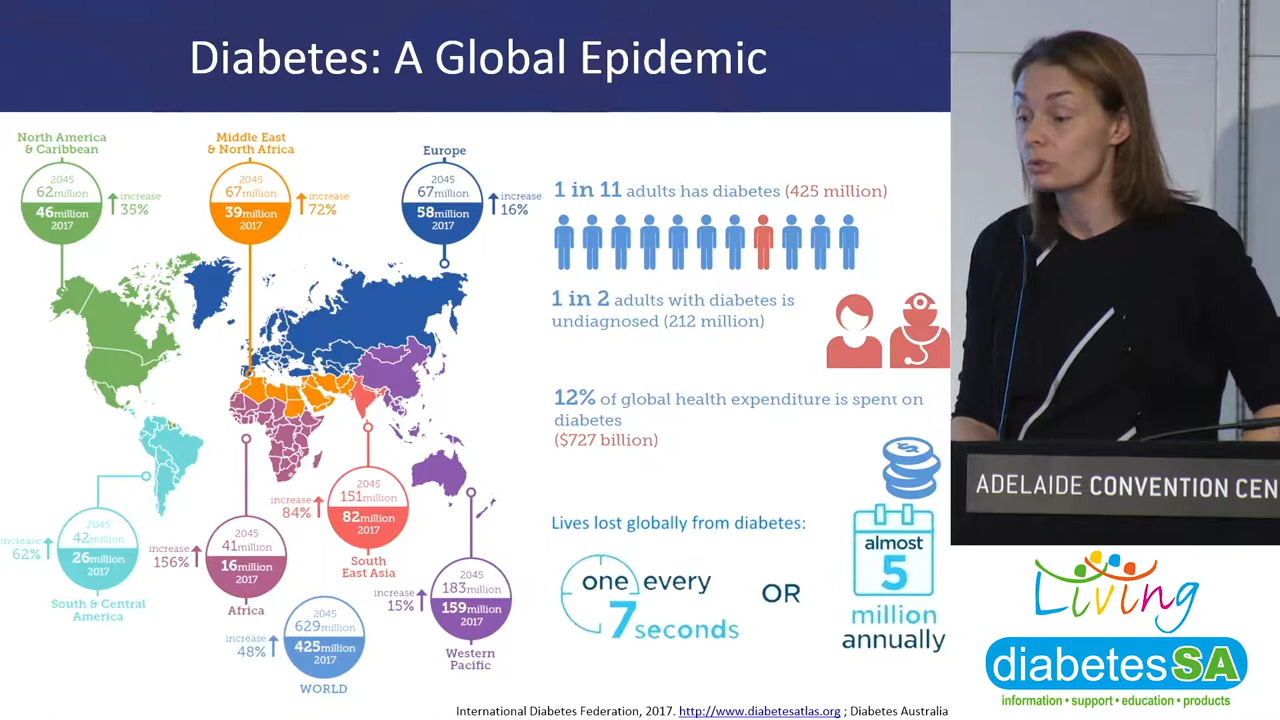 Diabetes: A Global Epidemic
North America
& Caribbean
2045
62million
46million
2017
increase
35%
Middle East
& North Africa
2045
67million
39million
2017
increase
72%
Europe
2045
67million
58million
2017
increase
16%
1 in 11 adults has diabetes (425 million)
1 in 2 adults with diabetes is
undiagnosed (212 million)
12% of global health expenditure is spent on
diabetes
($727 billion)
increase
62%
2045
42million
26million
2017
South & Central
America
increase
156%
2045
41million
16million
2017
Africa
increase
84%
2045
151million
82million
2017
South
East Asia
increase
15%
2045
183million
159million
2017
Western
Pacific
increase
48%
2045
629million
425million
2017
WORLD
Lives lost globally from diabetes:
one every
7seconds
OR
almost
5
million
annually
International Diabetes Federation, 2017. http://www.diabetesatlas.org ; Diabetes Australia
ADELAIDE CONVENTION CEN
Living
diabetesSA
information • support • education • products